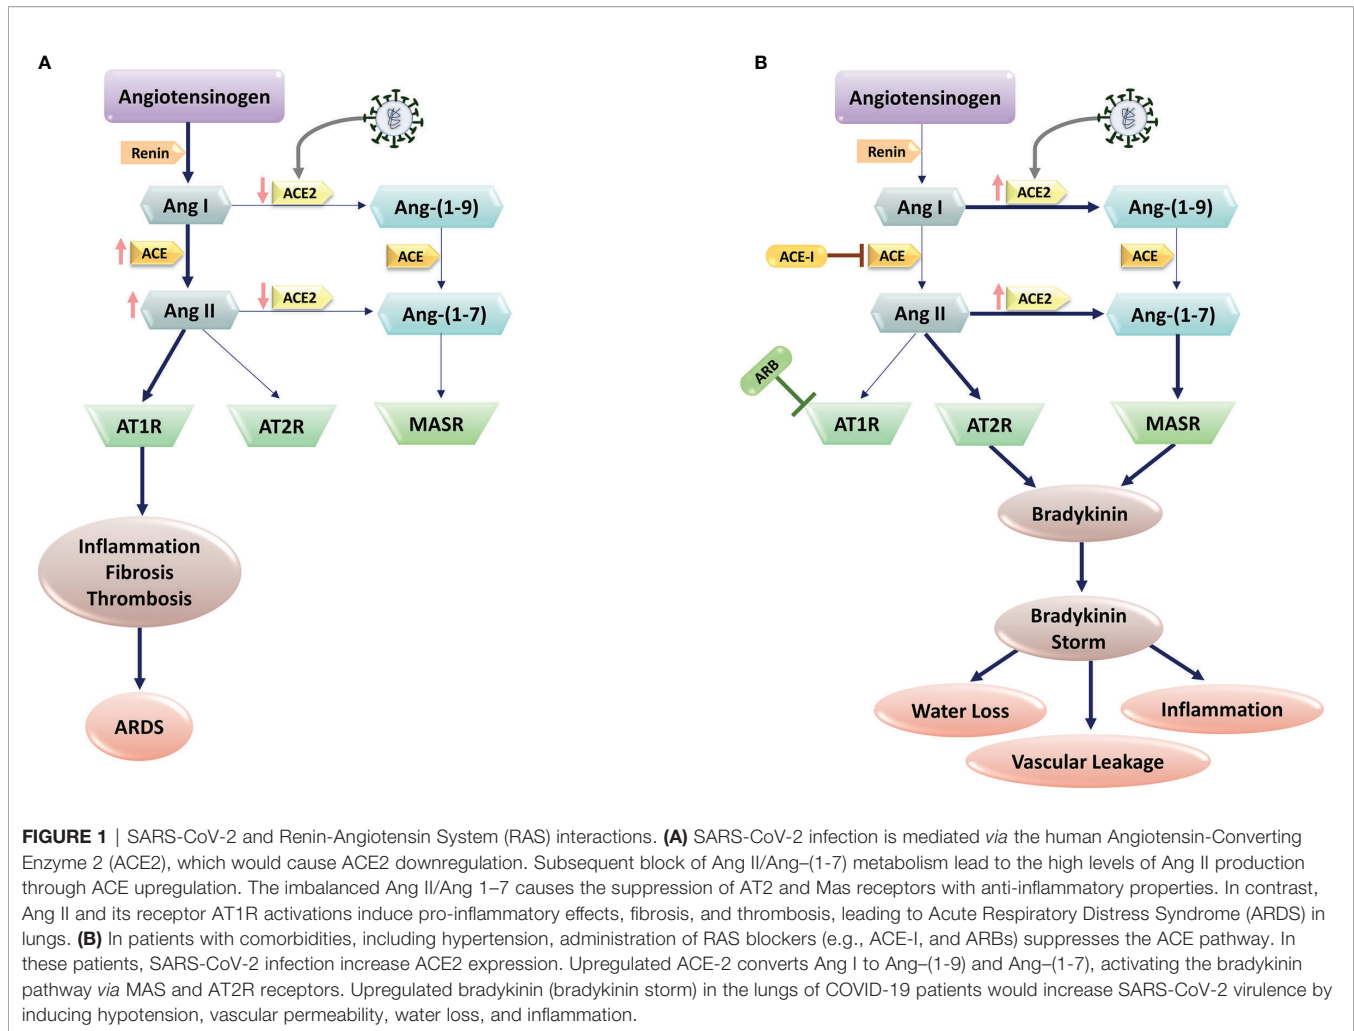 A
Angiotensinogen
Renin
Ang I
ACE2
Ang-(1-9)
ACE
ACE
Ang II
ACE2
Ang-(1-7)
AT1R
AT2R
MASR
Inflammation
Fibrosis
Thrombosis
ARDS
B
Angiotensinogen
Renin
Ang I
ACE2
Ang-(1-9)
ACE-I
ACE
ACE
Ang II
ACE2
Ang-(1-7)
ARB
AT1R
AT2R
MASR
Bradykinin
Bradykinin
Storm
Water Loss
Inflammation
Vascular Leakage
FIGURE 1 | SARS-CoV-2 and Renin-Angiotensin System (RAS) interactions. (A) SARS-CoV-2 infection is mediated via the human Angiotensin-Converting
Enzyme 2 (ACE2), which would cause ACE2 downregulation. Subsequent block of Ang II/Ang–(1-7) metabolism lead to the high levels of Ang II production
through ACE upregulation. The imbalanced Ang II/Ang 1–7 causes the suppression of AT2 and Mas receptors with anti-inflammatory properties. In contrast,
Ang II and its receptor AT1R activations induce pro-inflammatory effects, fibrosis, and thrombosis, leading to Acute Respiratory Distress Syndrome (ARDS) in
lungs. (B) In patients with comorbidities, including hypertension, administration of RAS blockers (e.g., ACE-I, and ARBs) suppresses the ACE pathway. In
these patients, SARS-CoV-2 infection increase ACE2 expression. Upregulated ACE-2 converts Ang I to Ang–(1-9) and Ang–(1-7), activating the bradykinin
pathway via MAS and AT2R receptors. Upregulated bradykinin (bradykinin storm) in the lungs of COVID-19 patients would increase SARS-CoV-2 virulence by
inducing hypotension, vascular permeability, water loss, and inflammation.